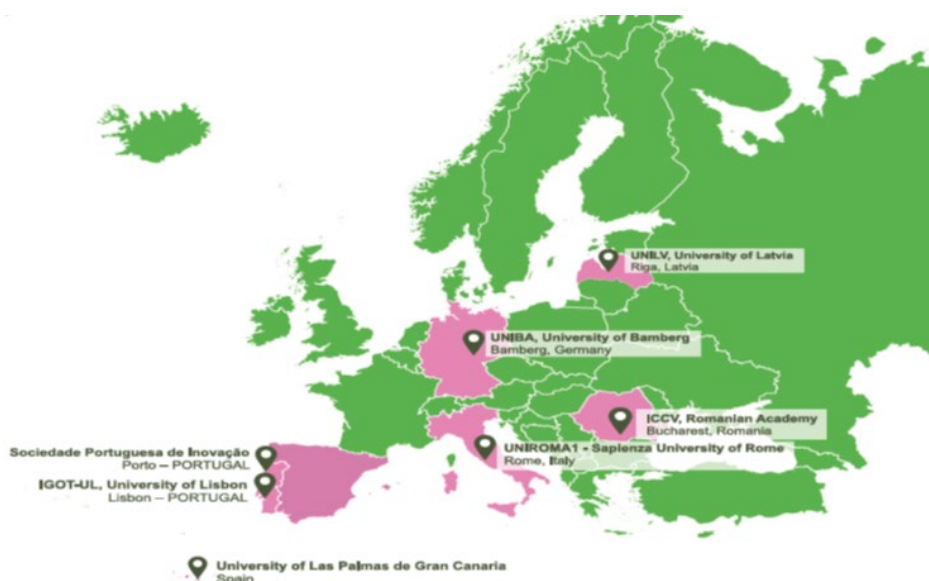 UNILV, University of Latvia
Riga, Latvia
UNIBA, University of Bamberg
Bamberg, Germany
ICCV, Romanian Academy
Bucharest, Romania
UNIROMA1 - Sapienza University of Rome
Rome, Italy
Sociedade Portuguesa de Inovação
Porto – PORTUGAL
IGOT-UL, University of Lisbon
Lisbon – PORTUGAL
University of Las Palmas de Gran Canaria
Spain